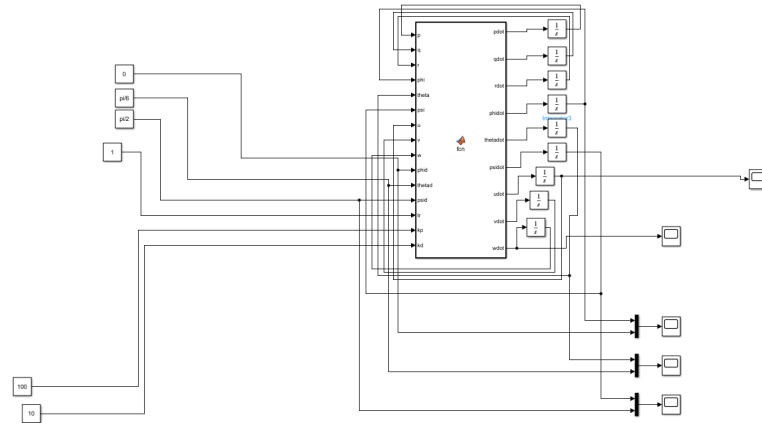 p
q
r
phi
theta
psi
u
v
w
phid
thetad
psid
Ir
kp
kd
fcn
pdot
qdot
rdot
phidot
thetadot
psidot
udot
vdot
wdot
1
s
1
s
1
s
1
s
1
s
1
s
1
s
1
s
1
s
0
pi/6
pi/2
1
100
10